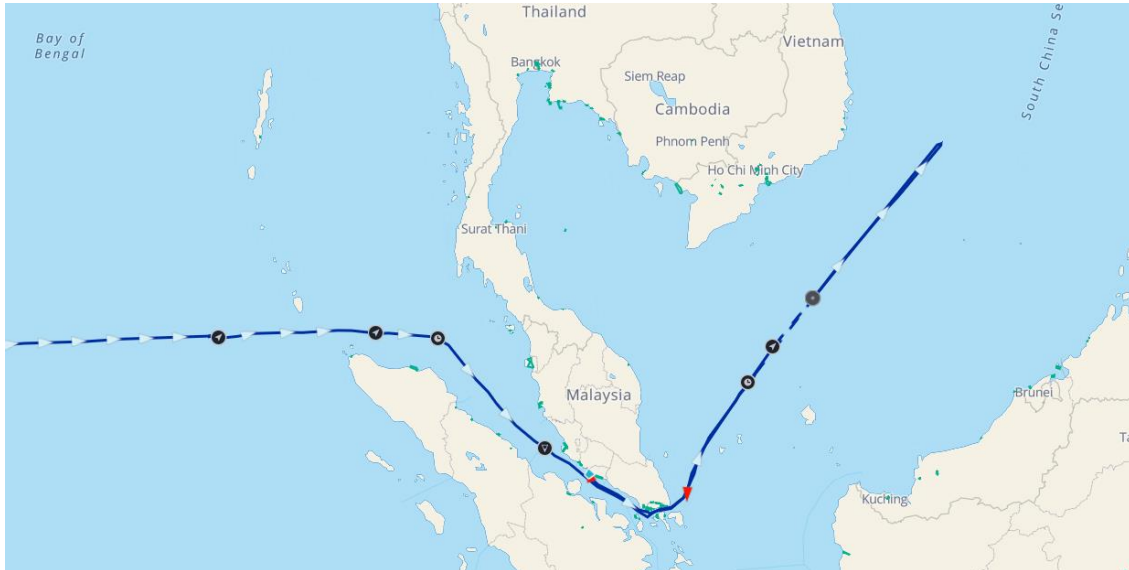 Thailand
Bay of
Bengal
Vietnam
Bangkok
Siem Reap
South China Se
Cambodia
Phnom Penh
Ho Chi Minh City
Surat Thani
Malaysia
Brunei
Ta
Kuching